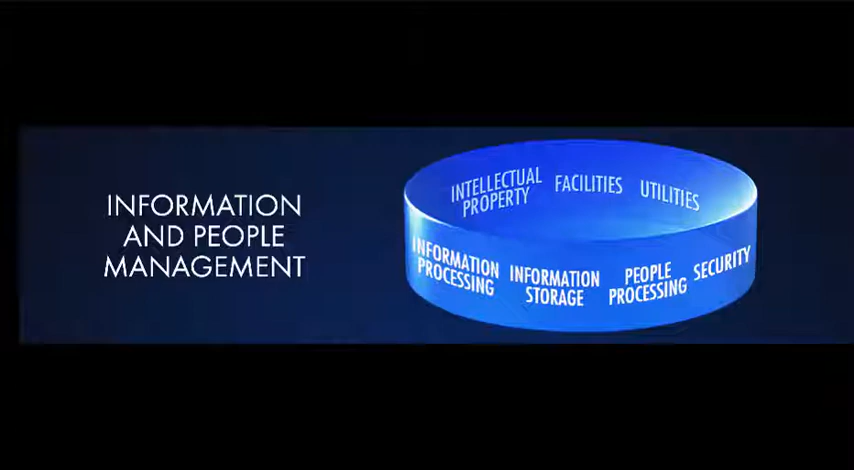 INFORMATION
AND PEOPLE
MANAGEMENT
INTELLECTUAL
PROPERTY
FACILITIES
UTILITIES
INFORMATION
PROCESSING
INFORMATION
STORAGE
PEOPLE
PROCESSING
SECURITY